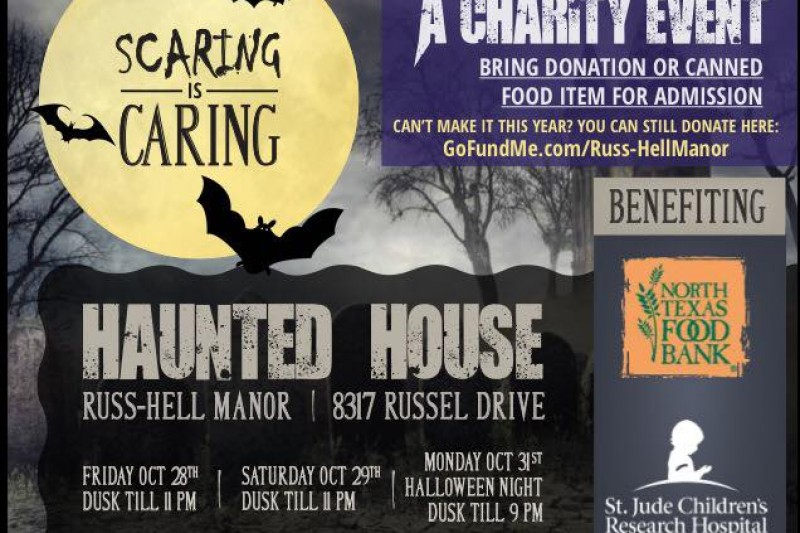 SCARING
IS
CARING
A CHARITY EVENT
BRING DONATION OR CANNED
FOOD ITEM FOR ADMISSION
CAN'T MAKE IT THIS YEAR? YOU CAN STILL DONATE HERE:
GoFundMe.com/Russ-HellManor
BENEFITING
NORTH
TEXAS
FOOD
BANK
St. Jude Children's
Research Hospital
HAUNTED HOUSE
RUSS-HELL MANOR | 8317 RUSSEL DRIVE
FRIDAY OCT 28TH
DUSK TILL 11 PM
SATURDAY OCT 29TH
DUSK TILL 11 PM
MONDAY OCT 31ST
HALLOWEEN NIGHT
DUSK TILL 9 PM